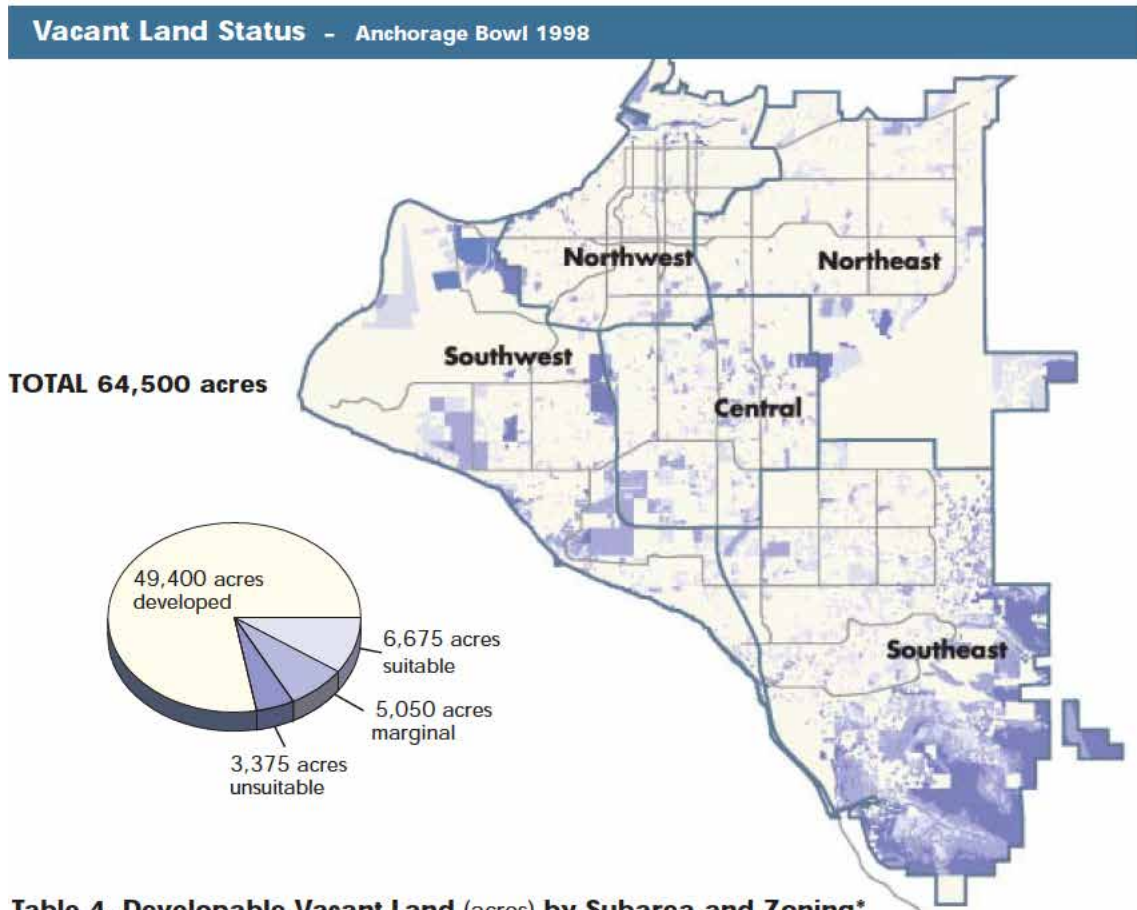 Vacant Land Status - Anchorage Bowl 1998
Northwest
Northeast
Southwest
TOTAL 64,500 acres
Central
49,400 acres
developed
6,675 acres
suitable
Southeast
5,050 acres
marginal
3,375 acres
unsuitable
Table 4. Developable Vacant Land (acres) by Subarea and Zoning*